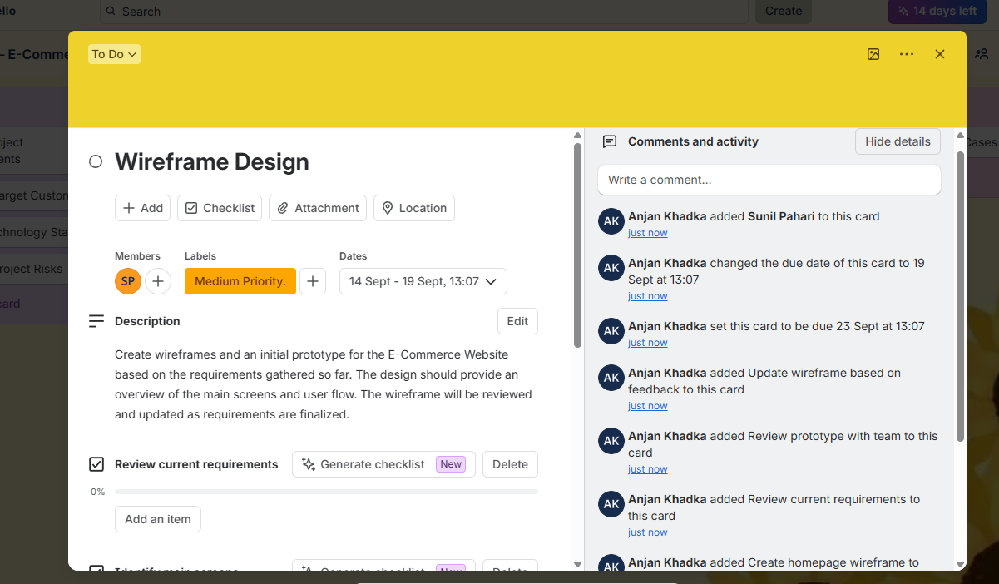 ello
Search
Create
14 days left
– E-Comme
To Do
oject
ents
arget Custom
chnology Sta
roject Risks
card
Cases
Wireframe Design
Add
Checklist
Attachment
Location
Members
Labels
Dates
SP
Medium Priority.
14 Sept - 19 Sept, 13:07
Description
Edit
Create wireframes and an initial prototype for the E-Commerce Website
based on the requirements gathered so far. The design should provide an
overview of the main screens and user flow. The wireframe will be reviewed
and updated as requirements are finalized.
Review current requirements
Generate checklist New
Delete
0%
Add an item
Identify main screens
Generate checklist New
Delete
Comments and activity
Hide details
Write a comment...
AK
Anjan Khadka added Sunil Pahari to this card
just now
AK
Anjan Khadka changed the due date of this card to 19
Sept at 13:07
just now
AK
Anjan Khadka set this card to be due 23 Sept at 13:07
just now
AK
Anjan Khadka added Update wireframe based on
feedback to this card
just now
AK
Anjan Khadka added Review prototype with team to this
card
just now
AK
Anjan Khadka added Review current requirements to
this card
just now
AK
Anjan Khadka added Create homepage wireframe to